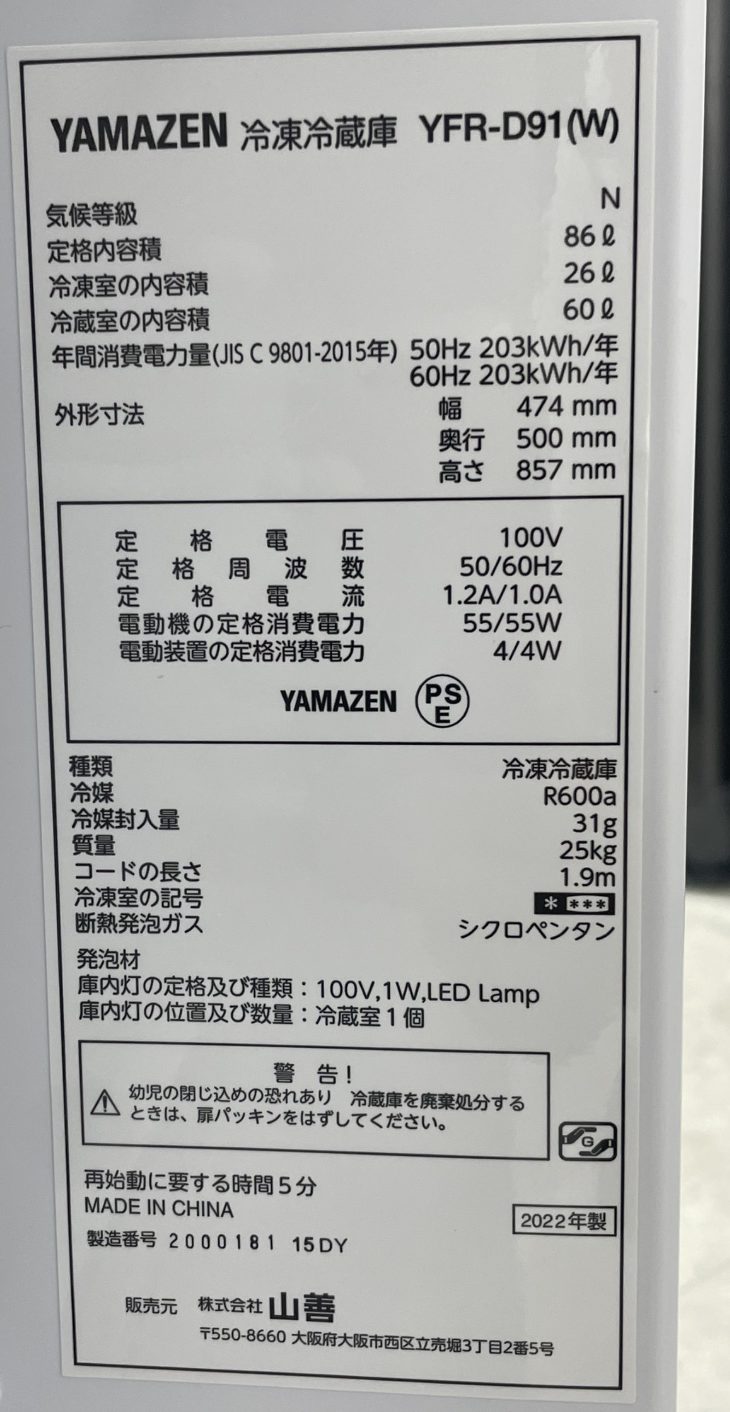 YAMAZEN 冷凍冷蔵庫 YFR-D91(W)
気候等級 N
定格内容積 86ℓ
冷凍室の内容積 26ℓ
冷蔵室の内容積 60ℓ
年間消費電力量(JIS C 9801-2015年) 50Hz 203kWh/年
60Hz 203kWh/年
外形寸法 幅 474 mm
奥行 500 mm
高さ 857 mm
定格電圧 100V
定格周波数 50/60Hz
定格電流 1.2A/1.0A
電動機の定格消費電力 55/55W
電動装置の定格消費電力 4/4W
YAMAZEN PSE
種類 冷凍冷蔵庫
冷媒 R600a
冷媒封入量 31g
質量 25kg
コードの長さ 1.9m
冷凍室の記号 * ***
断熱発泡ガス シクロペンタン
発泡材
庫内灯の定格及び種類：100V,1W,LED Lamp
庫内灯の位置及び数量：冷蔵室1個
警 告!
幼児の閉じ込めの恐れあり 冷蔵庫を廃棄処分する
ときは、扉パッキンをはずしてください。
G
再始動に要する時間5分
MADE IN CHINA
2022年製
製造番号 2000181 15DY
販売元 株式会社 山善
〒550-8660 大阪府大阪市西区立売堀3丁目2番5号